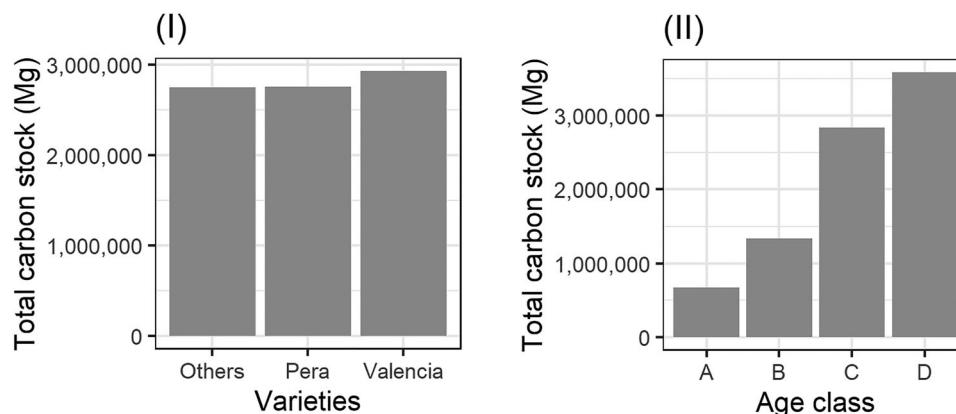 (I)
Total carbon stock (Mg)
3,000,000
2,000,000
1,000,000
0
Others Pera Valencia
Varieties
(II)
Total carbon stock (Mg)
3,000,000
2,000,000
1,000,000
0
A B C D
Age class